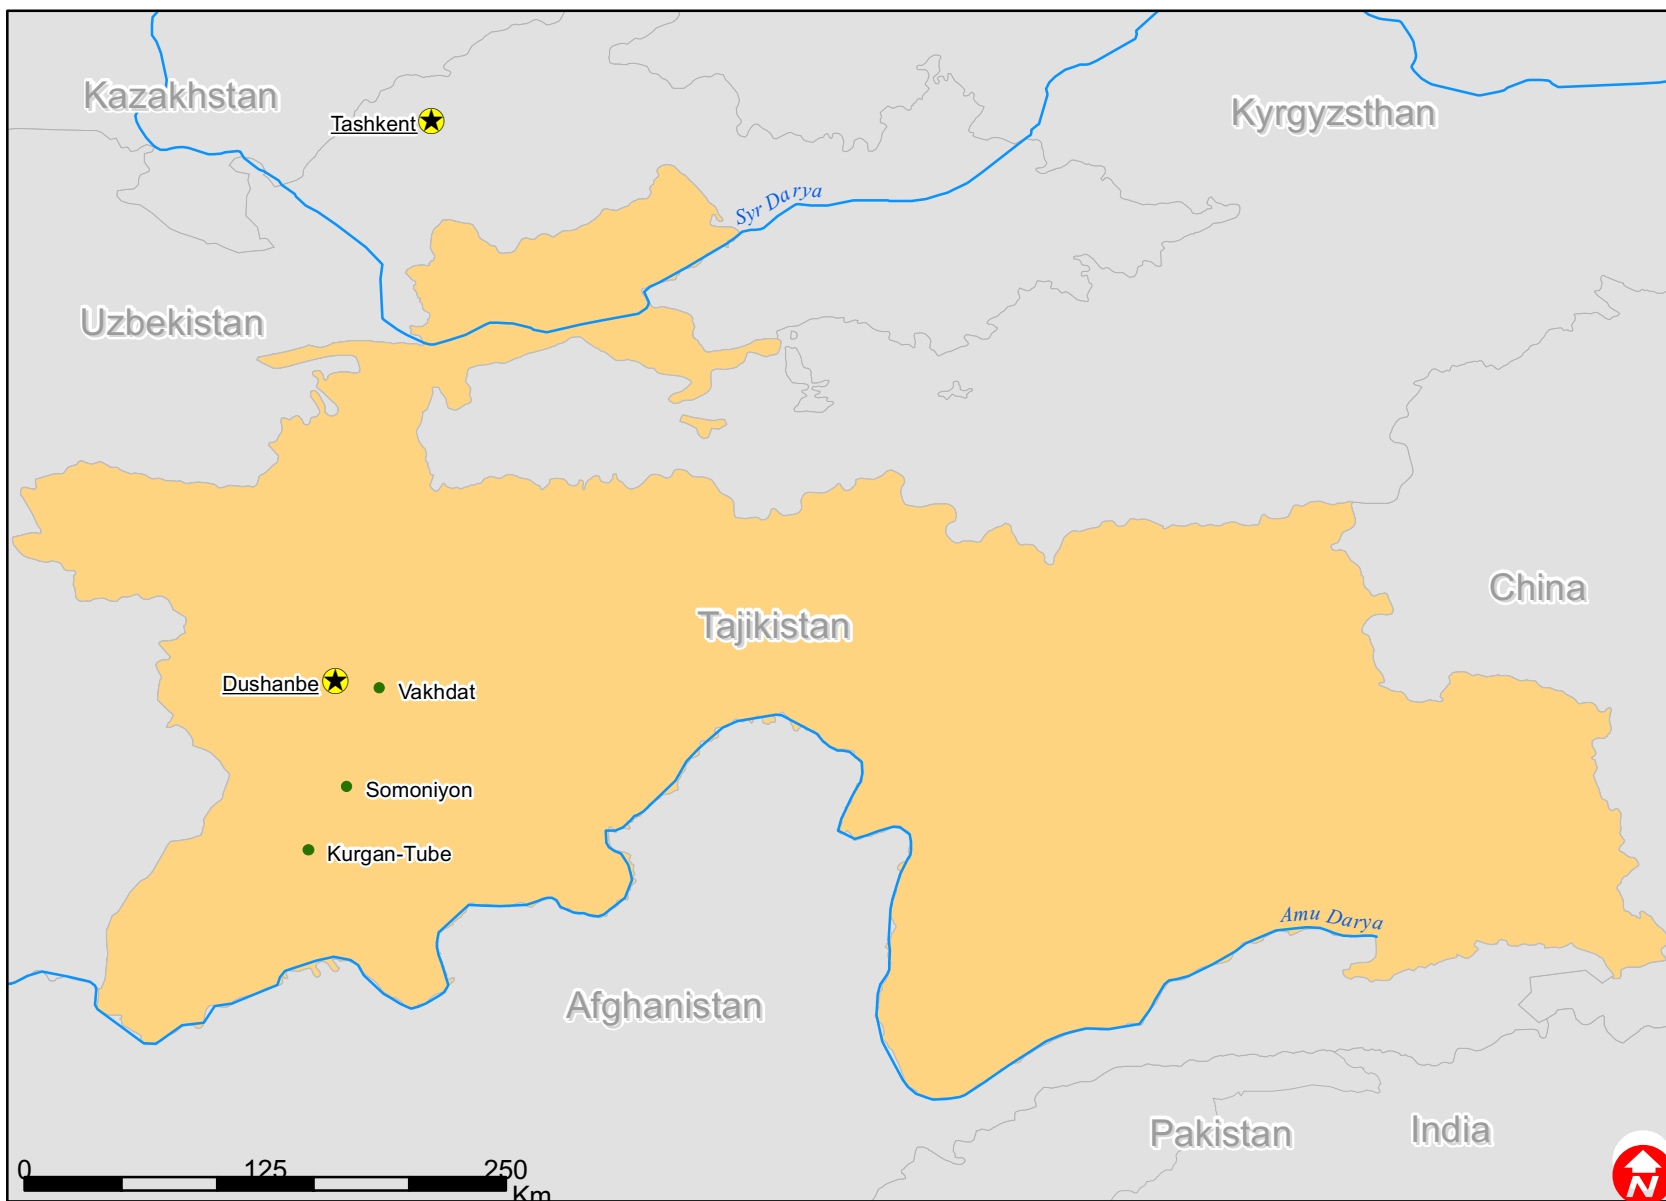 Kazakhstan
Tashkent
Kyrgyzsthan
Syr Darya
Uzbekistan
China
Tajikistan
Dushanbe
Vakhdat
Somoniyon
Kurgan-Tube
Amu Darya
Afghanistan
Pakistan
India
0 125 250
Km
N